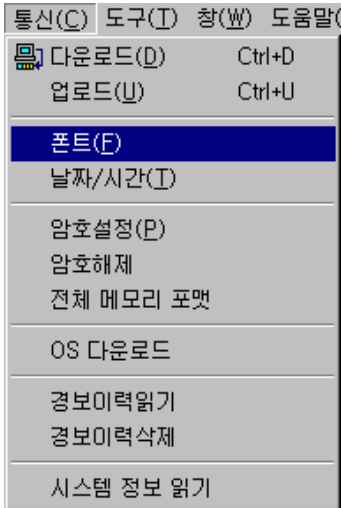 통신(C) 도구(T) 창(W) 도움말(
다운로드(D) Ctrl+D
업로드(U) Ctrl+U
폰트(F)
날짜/시간(T)
암호설정(P)
암호해제
전체 메모리 포맷
OS 다운로드
경보이력읽기
경보이력삭제
시스템 정보 읽기